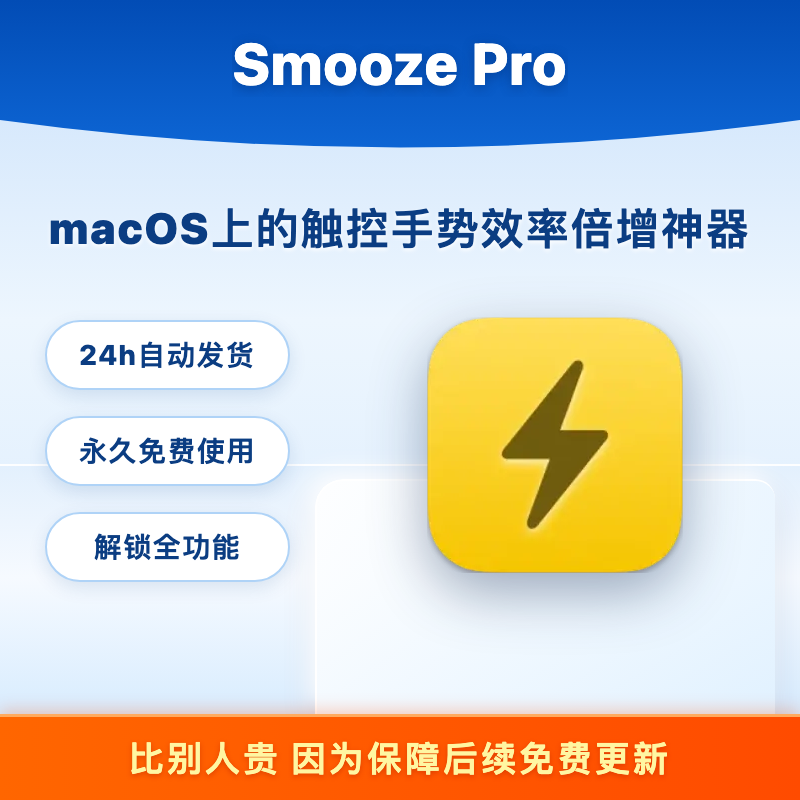 Smooze Pro
macOS上的触控手势效率倍增神器
24h自动发货
永久免费使用
解锁全功能
比别人贵 因为保障后续免费更新